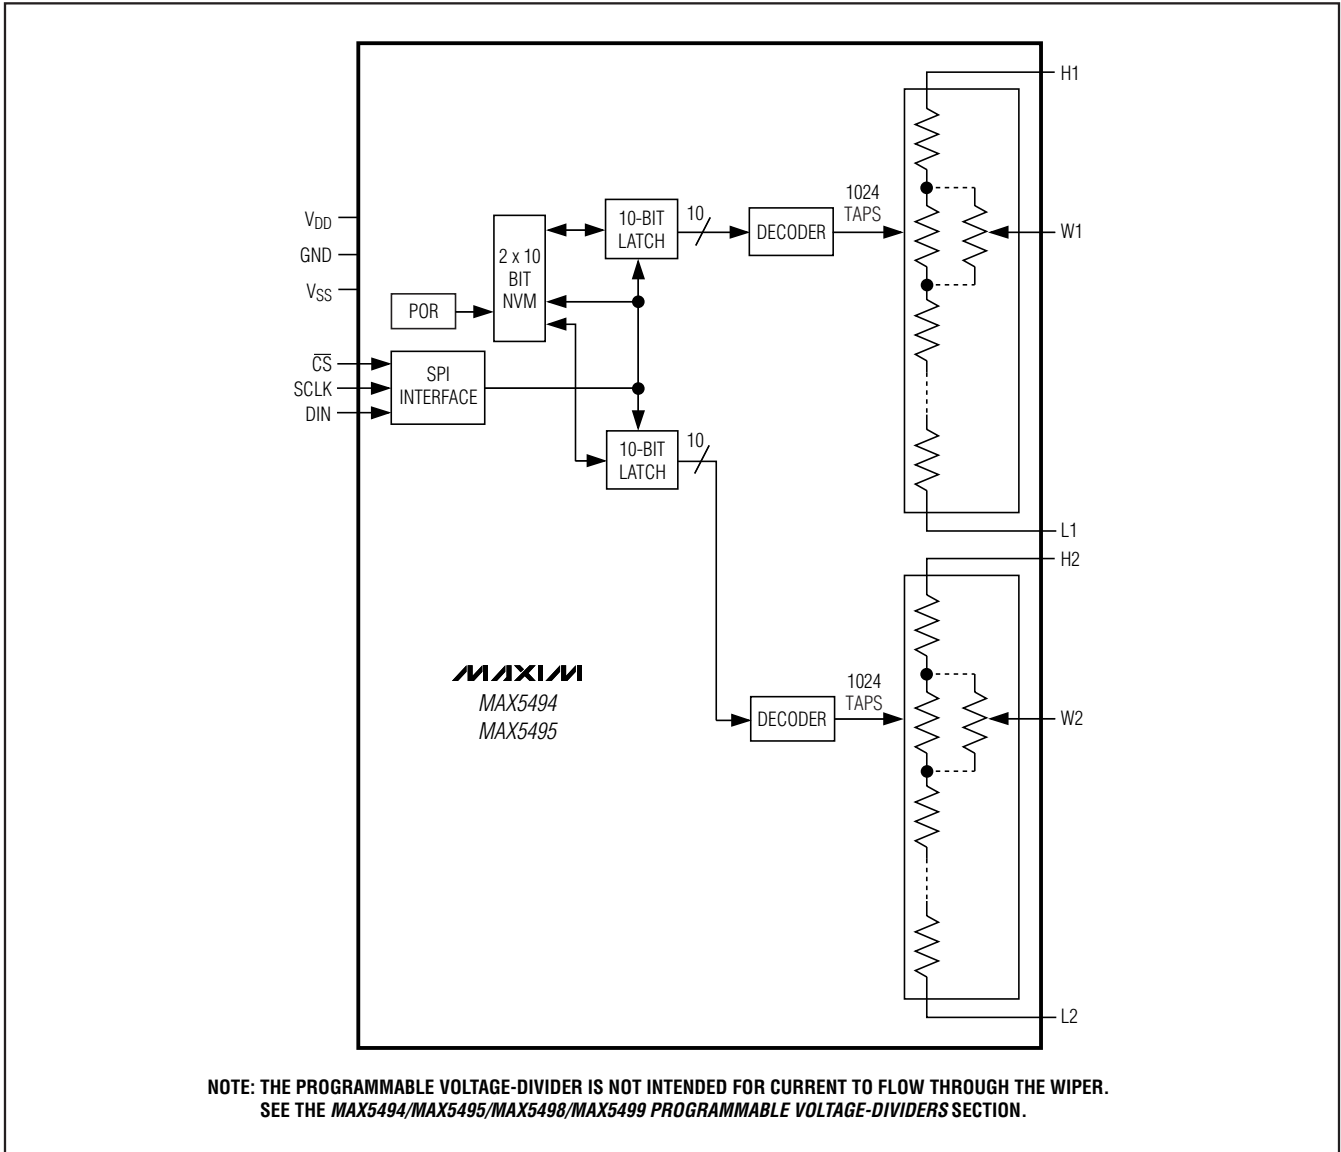 H1
1024
TAPS
10-BIT
LATCH
10
DECODER
W1
VDD
GND
VSS
2 x 10
BIT
NVM
POR
C̅S̅
SCLK
DIN
SPI
INTERFACE
10-BIT
LATCH
10
L1
H2
MAXIM
MAX5494
MAX5495
1024
TAPS
DECODER
W2
L2
NOTE: THE PROGRAMMABLE VOLTAGE-DIVIDER IS NOT INTENDED FOR CURRENT TO FLOW THROUGH THE WIPER.
SEE THE MAX5494/MAX5495/MAX5498/MAX5499 PROGRAMMABLE VOLTAGE-DIVIDERS SECTION.